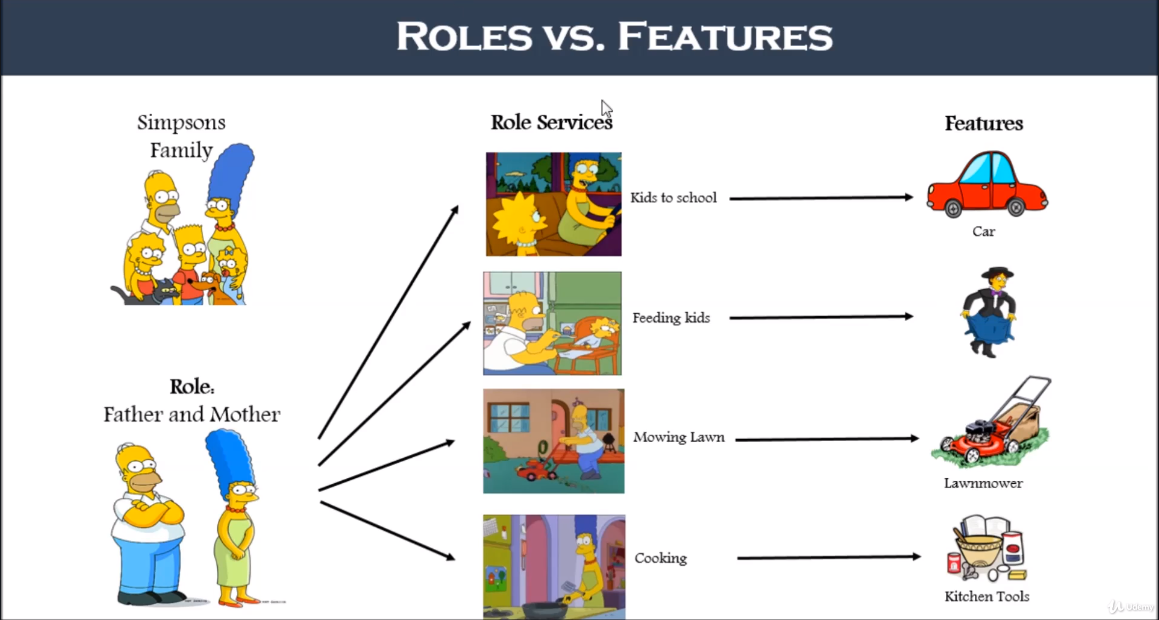 ROLES VS. FEATURES
Simpsons
Family
Role:
Father and Mother
Role Services
Kids to school
Feeding kids
Mowing Lawn
Cooking
Features
Car
Lawnmower
Kitchen Tools
Udemy